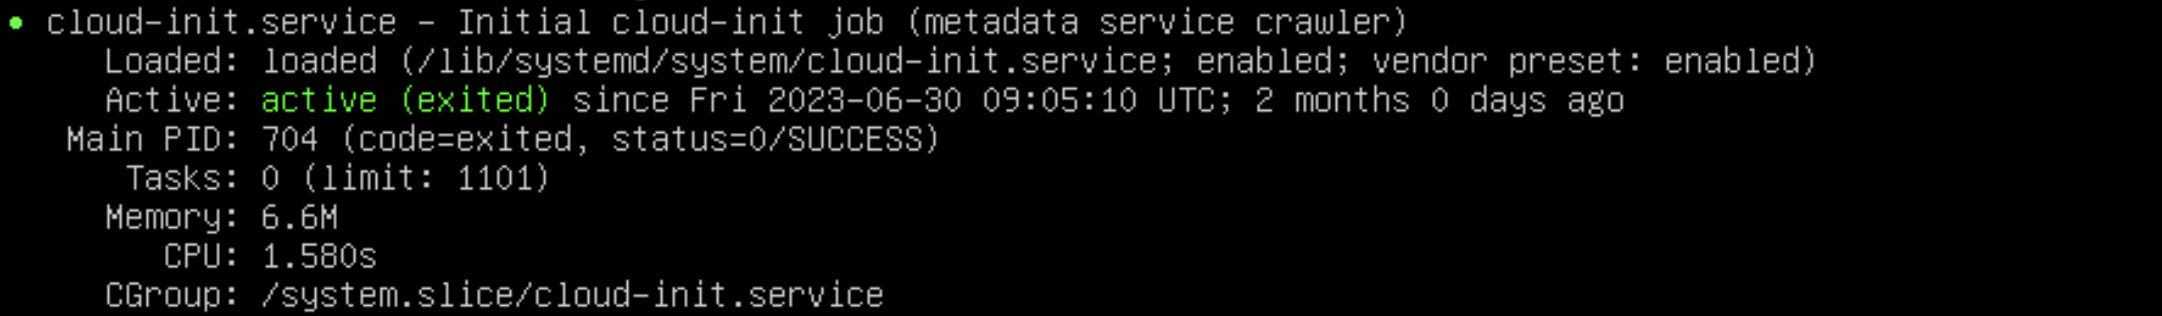 ● cloud-init.service - Initial cloud-init job (metadata service crawler)
Loaded: loaded (/lib/systemd/system/cloud-init.service; enabled; vendor preset: enabled)
Active: active (exited) since Fri 2023-06-30 09:05:10 UTC; 2 months 0 days ago
Main PID: 704 (code=exited, status=0/SUCCESS)
Tasks: 0 (limit: 1101)
Memory: 6.6M
CPU: 1.580s
CGroup: /system.slice/cloud-init.service